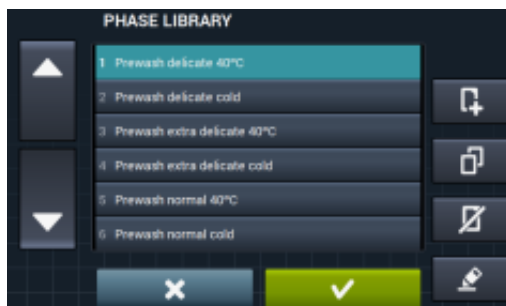 PHASE LIBRARY
1 Prewash delicate 40°C
2 Prewash delicate cold
3 Prewash extra delicate 40°C
4 Prewash extra delicate cold
5 Prewash normal 40°C
6 Prewash normal cold